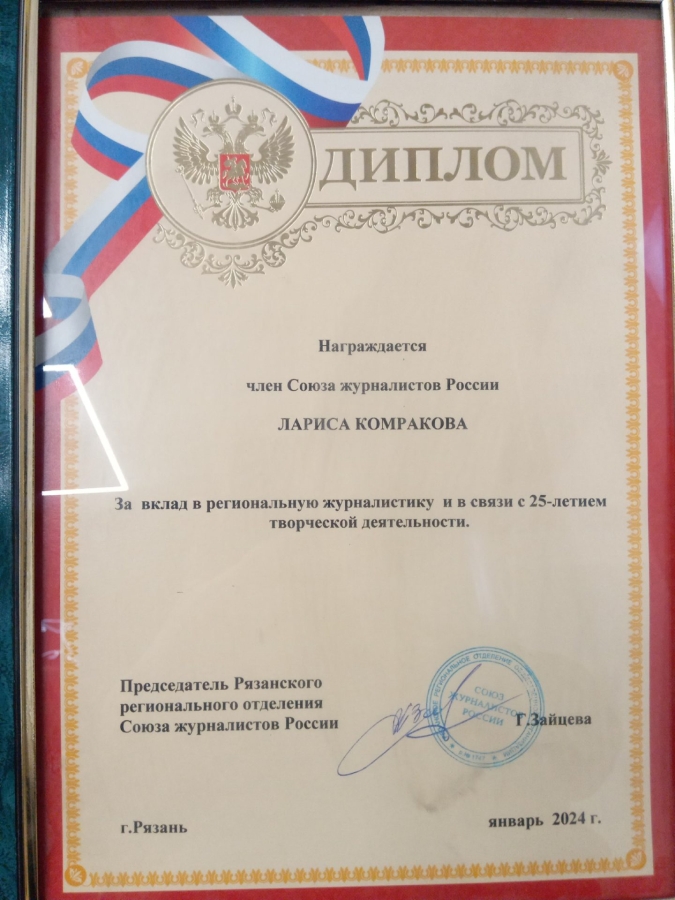 ДИПЛОМ
Награждается
член Союза журналистов России
ЛАРИСА КОМРАКОВА
За вклад в региональную журналистику и в связи с 25-летием
творческой деятельности.
Председатель Рязанского
регионального отделения
Союза журналистов России
СОЮЗ
ЖУРНАЛИСТОВ
РОССИИ
Г.Зайцева
г.Рязань
январь 2024 г.